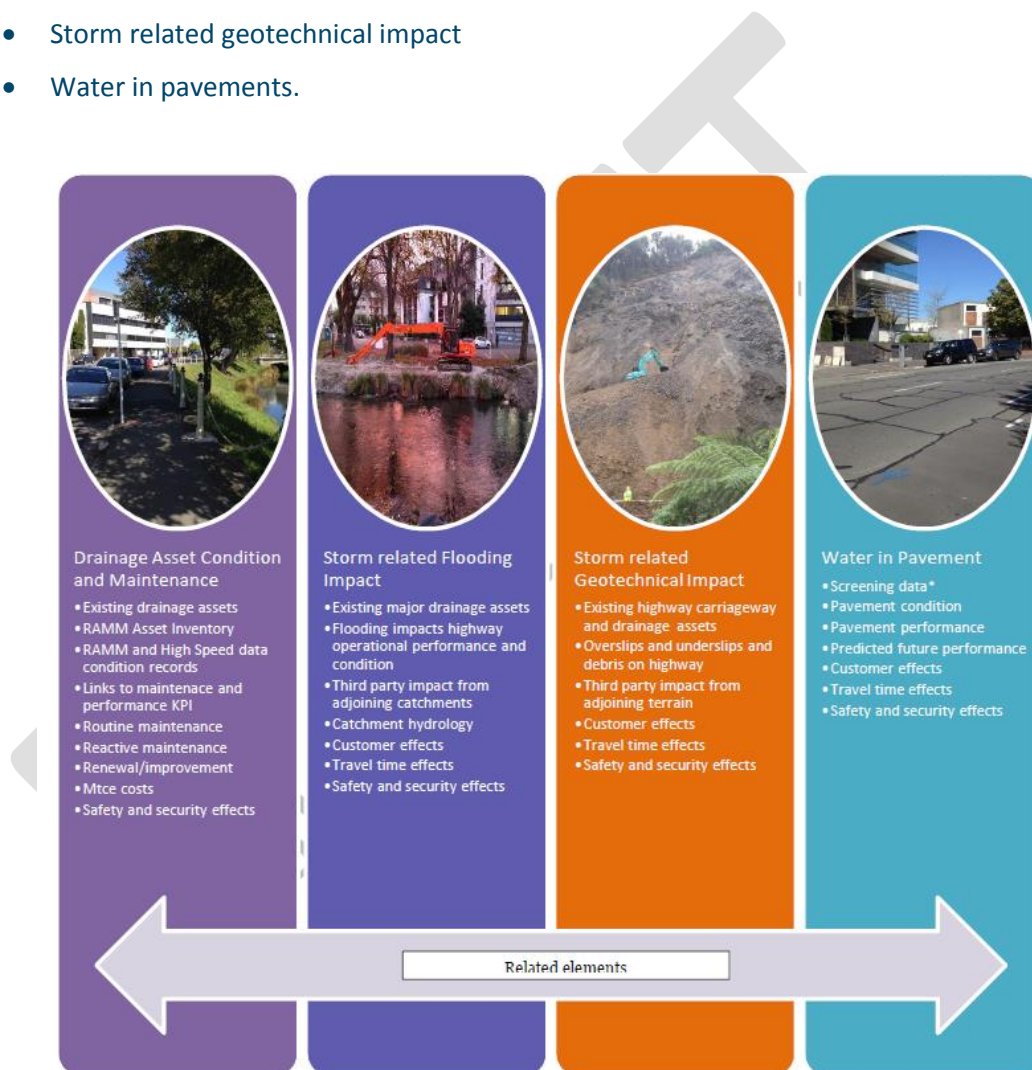 • Storm related geotechnical impact
• Water in pavements.
Drainage Asset Condition
and Maintenance
• Existing drainage assets
• RAMM Asset Inventory
• RAMM and High Speed data
condition records
• Links to maintenace and
performance KPI
• Routine maintenance
• Reactive maintenance
• Renewal/improvement
• Mtce costs
• Safety and security effects
Storm related Flooding
Impact
• Existing major drainage assets
• Flooding impacts highway
operational performance and
condition
• Third party impact from
adjoining catchments
• Catchment hydrology
• Customer effects
• Travel time effects
• Safety and security effects
Storm related
Geotechnical Impact
• Existing highway carriageway
and drainage assets
• Overslips and underslips and
debris on highway
• Third party impact from
adjoining terrain
• Customer effects
• Travel time effects
• Safety and security effects
Water in Pavement
• Screening data*
• Pavement condition
• Pavement performance
• Predicted future performance
• Customer effects
• Travel time effects
• Safety and security effects
Related elements